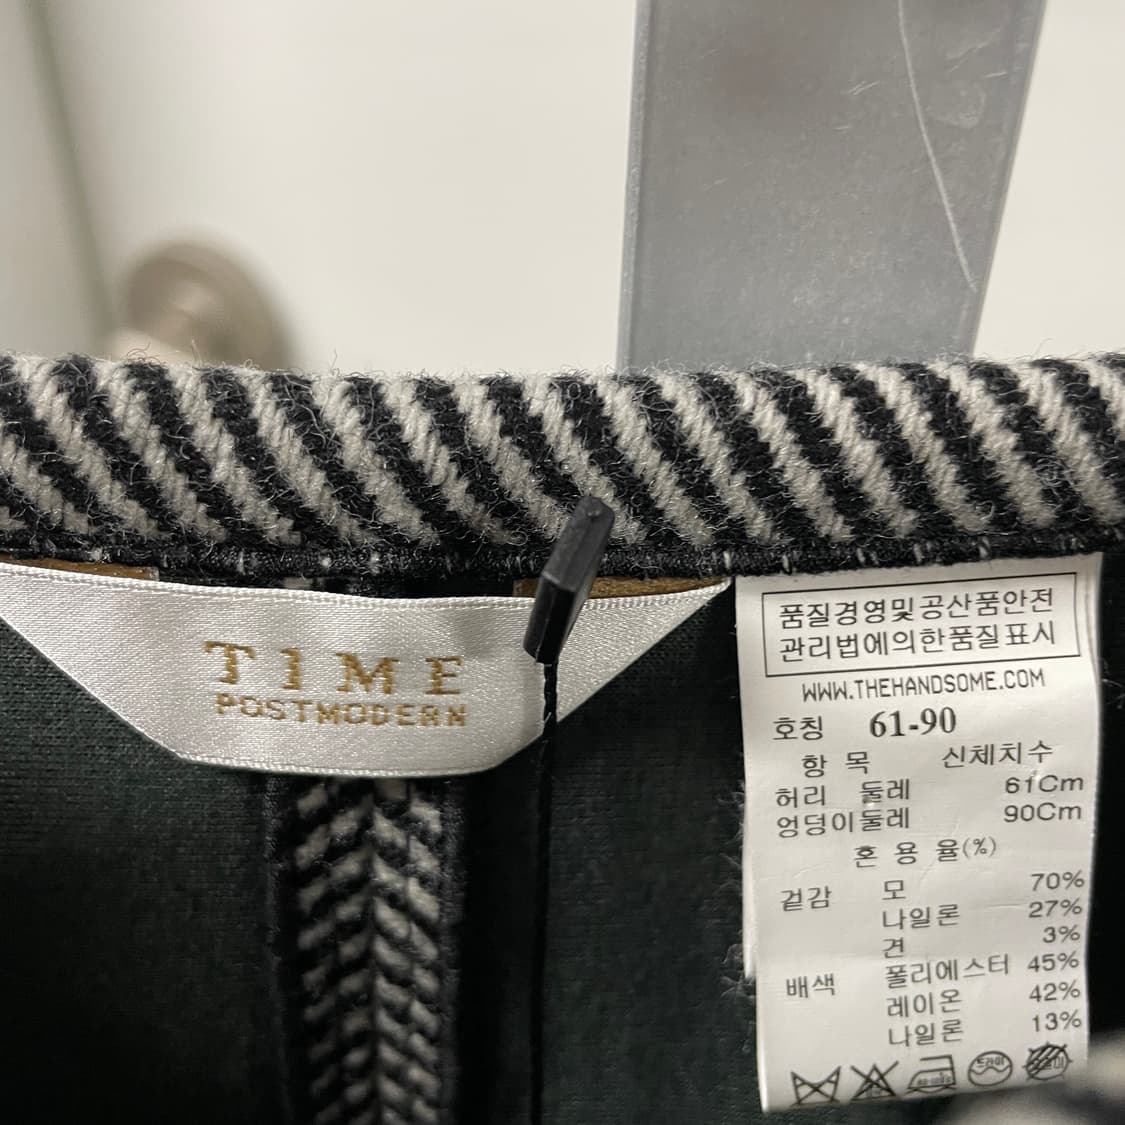 TIME
POSTMODERN
품질경영및공산품안전
관리법에의한품질표시
WWW.THEHANDSOME.COM
호칭 61-90
항 목 신체치수
허리 둘레 61Cm
엉덩이둘레 90Cm
혼 용 율(%)
겉감 모 70%
나일론 27%
견 3%
배색 폴리에스터 45%
레이온 42%
나일론 13%
드라이